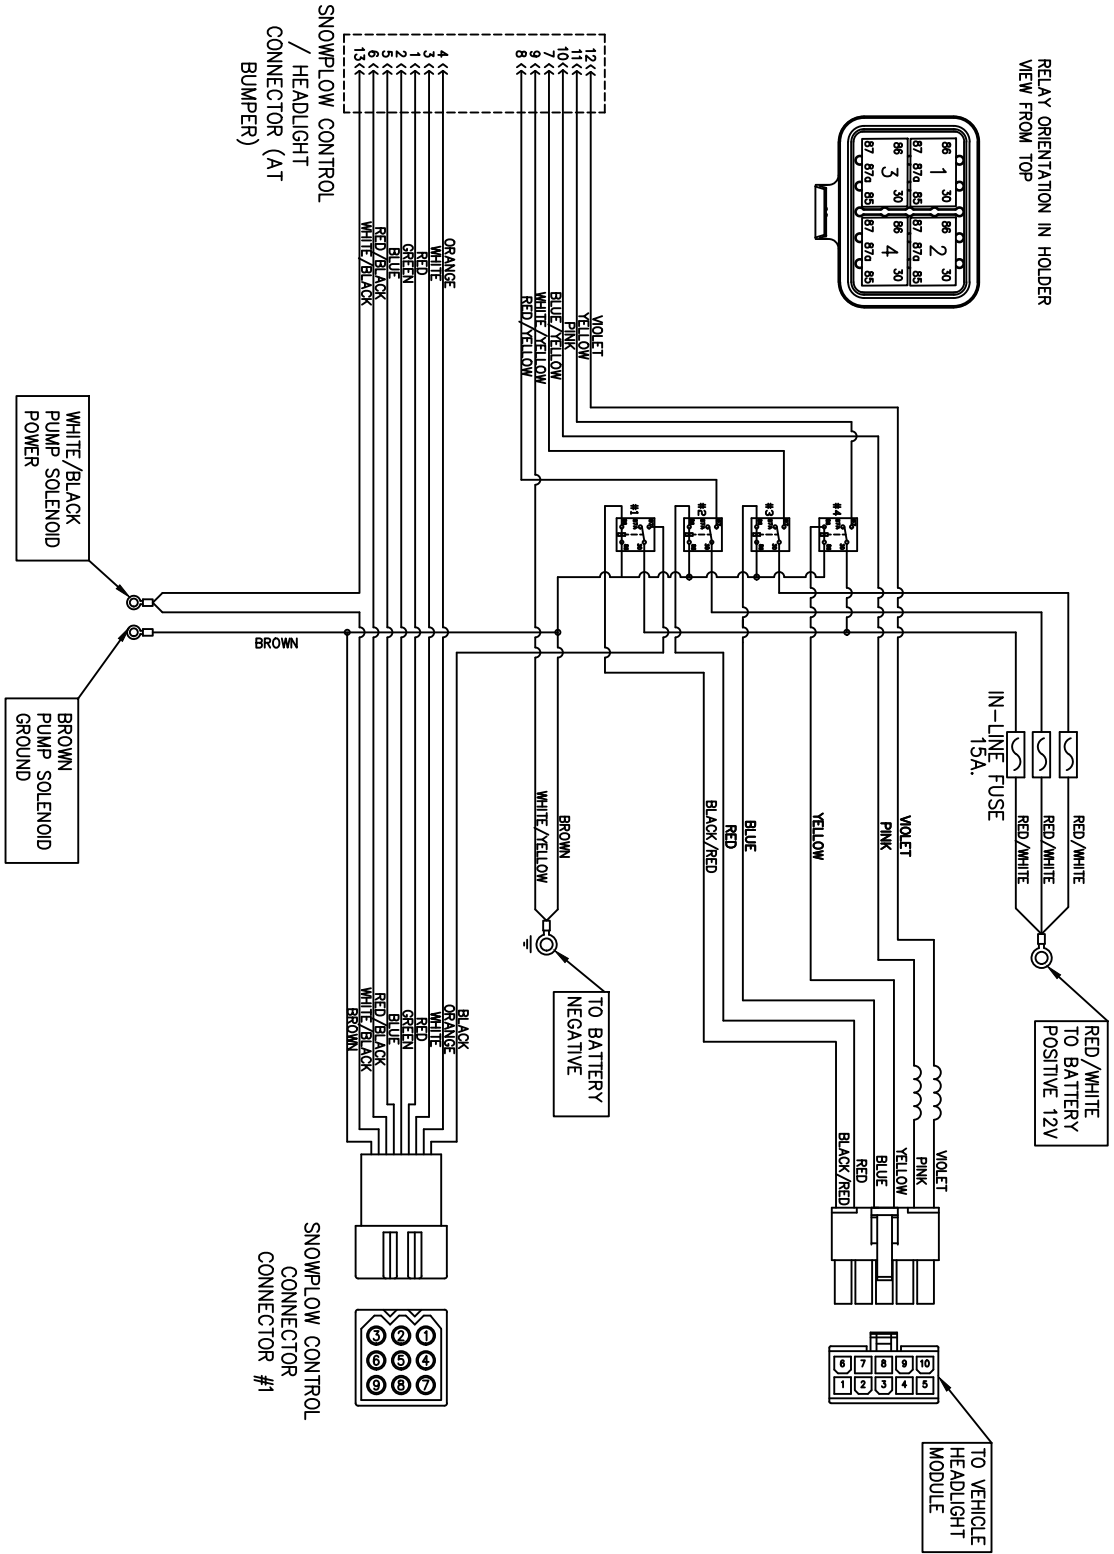 RELAY ORIENTATION IN HOLDER
VIEW FROM TOP
86 30
1
87 87a 85
86 30
2
87 87a 85
86 30
3
87 87a 85
86 30
4
87 87a 85
12
11
10
7
9
8
4
3
1
2
5
6
13
SNOWPLOW CONTROL
/ HEADLIGHT
CONNECTOR (AT
BUMPER)
VIOLET
YELLOW
PINK
BLUE/YELLOW
WHITE/YELLOW
RED/YELLOW
ORANGE
WHITE
RED
GREEN
BLUE
RED/BLACK
WHITE/BLACK
#4
#3
#2
#1
WHITE/BLACK
PUMP SOLENOID
POWER
BROWN
BROWN
PUMP SOLENOID
GROUND
IN-LINE FUSE
15A.
RED/WHITE
RED/WHITE
RED/WHITE
RED/WHITE
TO BATTERY
POSITIVE 12V
VIOLET
PINK
YELLOW
BLUE
RED
BLACK/RED
BROWN
WHITE/YELLOW
TO BATTERY
NEGATIVE
BLACK
ORANGE
WHITE
RED
GREEN
BLUE
RED/BLACK
WHITE/BLACK
BROWN
VIOLET
PINK
YELLOW
BLUE
RED
BLACK/RED
SNOWPLOW CONTROL
CONNECTOR
CONNECTOR #1
3 2 1
6 5 4
9 8 7
6 7 8 9 10
1 2 3 4 5
TO VEHICLE
HEADLIGHT
MODULE